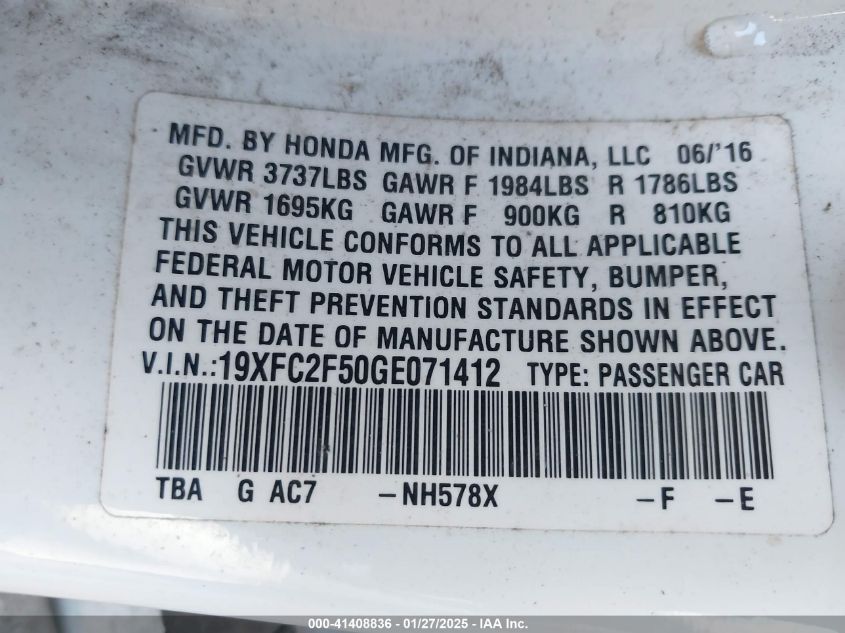 MFD. BY HONDA MFG. OF INDIANA, LLC 06/'16
GVWR 3737LBS GAWR F 1984LBS R 1786LBS
GVWR 1695KG GAWR F 900KG R 810KG
THIS VEHICLE CONFORMS TO ALL APPLICABLE
FEDERAL MOTOR VEHICLE SAFETY, BUMPER,
AND THEFT PREVENTION STANDARDS IN EFFECT
ON THE DATE OF MANUFACTURE SHOWN ABOVE.
V.I.N.:19XFC2F50GE071412 TYPE: PASSENGER CAR
TBA G AC7 -NH578X -F -E
000-41408836 - 01/27/2025 - IAA Inc.